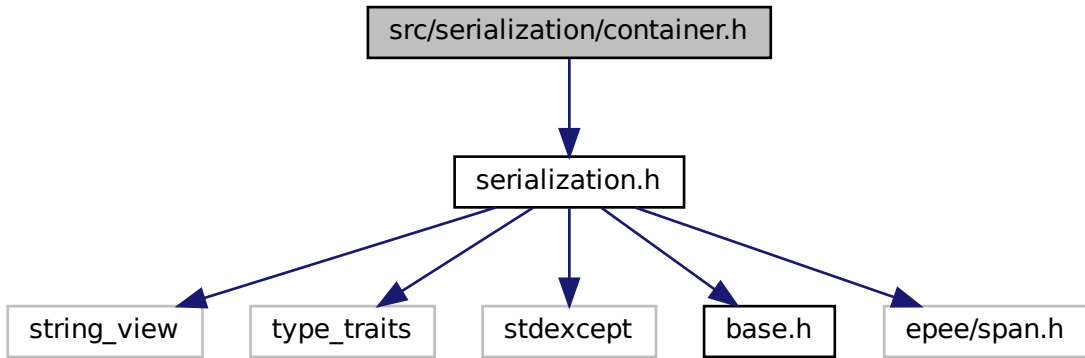 src/serialization/container.h
serialization.h
string_view
type_traits
stdexcept
base.h
epee/span.h